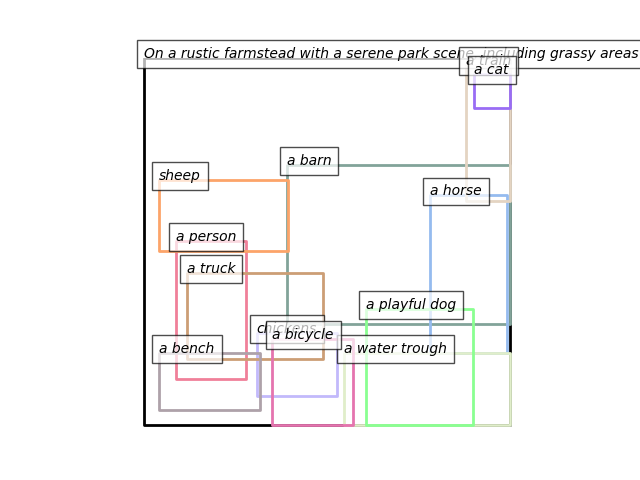 On a rustic farmstead with a serene park scene, including grassy areas
a train
a cat
a barn
sheep
a horse
a person
a truck
a playful dog
chickens
a bicycle
a bench
a water trough